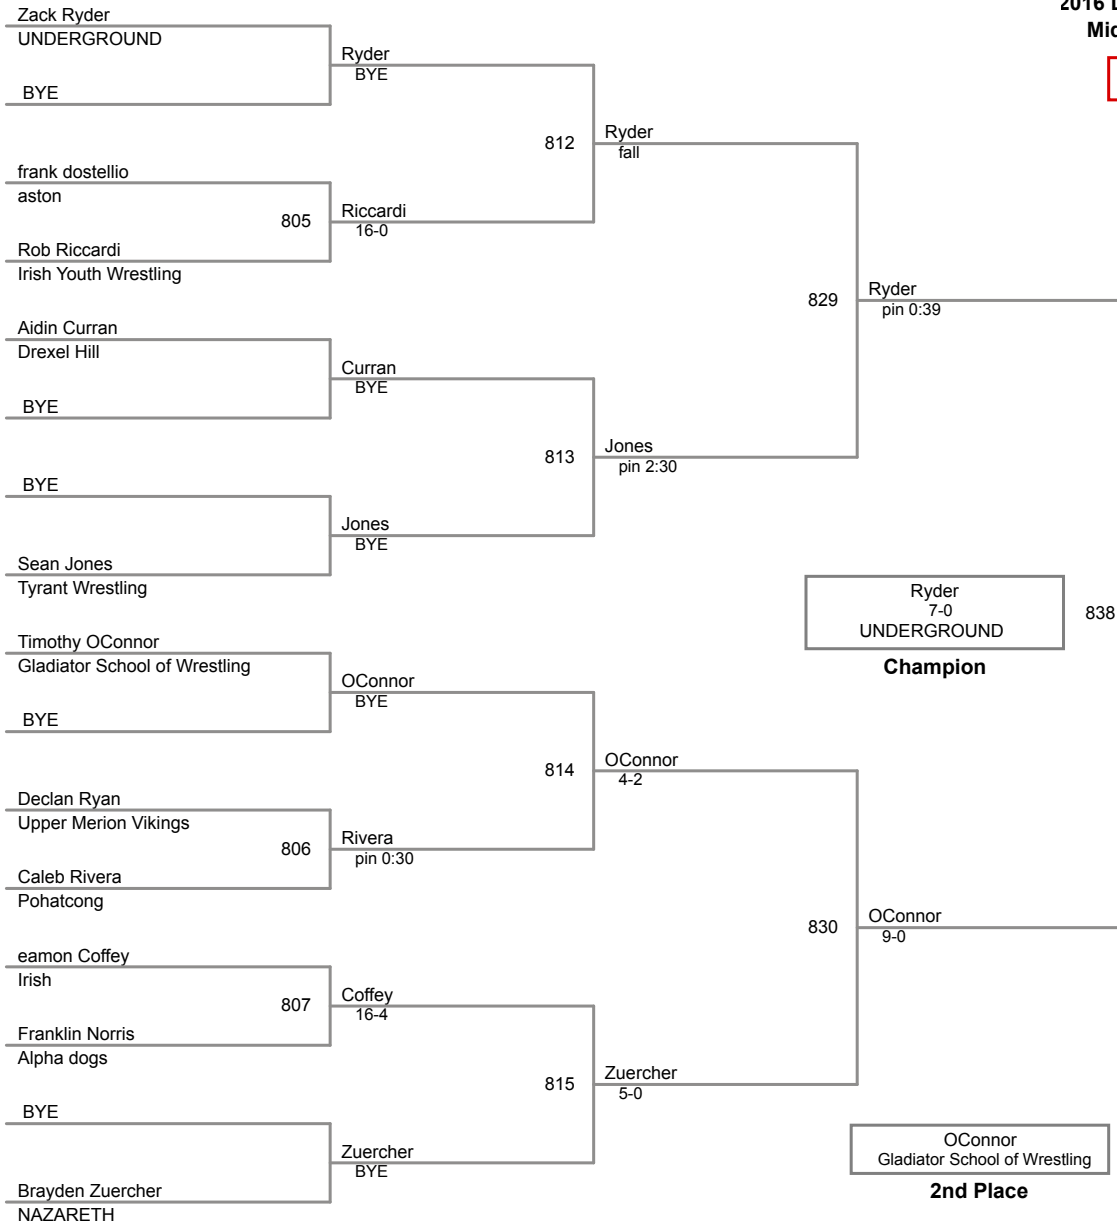 2016
Zack Ryder
UNDERGROUND
BYE
Ryder
BYE
frank dostellio
aston
805
Rob Riccardi
Irish Youth Wrestling
Riccardi
16-0
812
Ryder
fall
Aidin Curran
Drexel Hill
BYE
Curran
BYE
BYE
Sean Jones
Tyrant Wrestling
Jones
BYE
813
Jones
pin 2:30
829
Ryder
pin 0:39
Ryder
7-0
UNDERGROUND
838
Champion
Timothy OConnor
Gladiator School of Wrestling
BYE
OConnor
BYE
Declan Ryan
Upper Merion Vikings
806
Caleb Rivera
Pohatcong
Rivera
pin 0:30
814
OConnor
4-2
eamon Coffey
Irish
807
Franklin Norris
Alpha dogs
Coffey
16-4
BYE
Brayden Zuercher
NAZARETH
Zuercher
BYE
815
Zuercher
5-0
830
OConnor
9-0
OConnor
Gladiator School of Wrestling
2nd Place